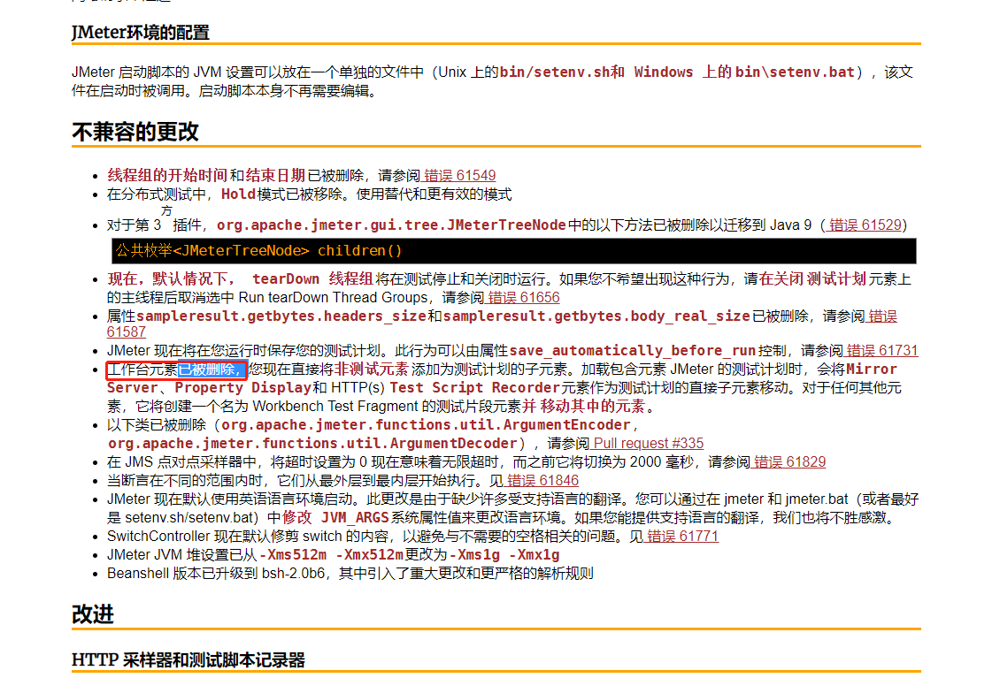 JMeter环境的配置
JMeter 启动脚本的 JVM 设置可以放在一个单独的文件中（Unix 上的bin/setenv.sh和 Windows 上的 bin\setenv.bat），该文
件在启动时被调用。启动脚本本身不再需要编辑。
不兼容的更改
线程组的开始时间和结束日期已被删除，请参阅 错误 61549
在分布式测试中，Hold模式已被移除。使用替代和更有效的模式
对于第 3方插件，org.apache.jmeter.gui.tree.JMeterTreeNode中的以下方法已被删除以迁移到 Java 9（ 错误 61529）
公共枚举<JMeterTreeNode> children()
现在，默认情况下， tearDown 线程组将在测试停止和关闭时运行。如果您不希望出现这种行为，请在关闭 测试计划 元素上
的主线程后取消选中 Run tearDown Thread Groups，请参阅 错误 61656
属性sampleresult.getbytes.headers_size和sampleresult.getbytes.body_real_size已被删除，请参阅 错误
61587
JMeter 现在将在您运行时保存您的测试计划。此行为可以由属性save_automatically_before_run控制，请参阅 错误 61731
工作台元素已被删除，您现在直接将非测试元素 添加为测试计划的子元素。加载包含元素 JMeter 的测试计划时，会将Mirror
Server、Property Display和 HTTP(s) Test Script Recorder元素作为测试计划的直接子元素移动。对于任何其他元
素，它将创建一个名为 Workbench Test Fragment 的测试片段元素并 移动其中的元素。
以下类已被删除（org.apache.jmeter.functions.util.ArgumentEncoder，
org.apache.jmeter.functions.util.ArgumentDecoder），请参阅 Pull request #335
在 JMS 点对点采样器中，将超时设置为 0 现在意味着无限超时，而之前它将切换为 2000 毫秒，请参阅 错误 61829
当断言在不同的范围内时，它们从最外层到最内层开始执行。见 错误 61846
JMeter 现在默认使用英语语言环境启动。此更改是由于缺少许多受支持语言的翻译。您可以通过在 jmeter 和 jmeter.bat（或者最好
是 setenv.sh/setenv.bat）中修改 JVM_ARGS系统属性值来更改语言环境。如果您能提供支持语言的翻译，我们也将不胜感激。
SwitchController 现在默认修剪 switch 的内容，以避免与不需要的空格相关的问题。见 错误 61771
JMeter JVM 堆设置已从-Xms512m -Xmx512m更改为-Xms1g -Xmx1g
Beanshell 版本已升级到 bsh-2.0b6，其中引入了重大更改和更严格的解析规则
改进
HTTP 采样器和测试脚本记录器